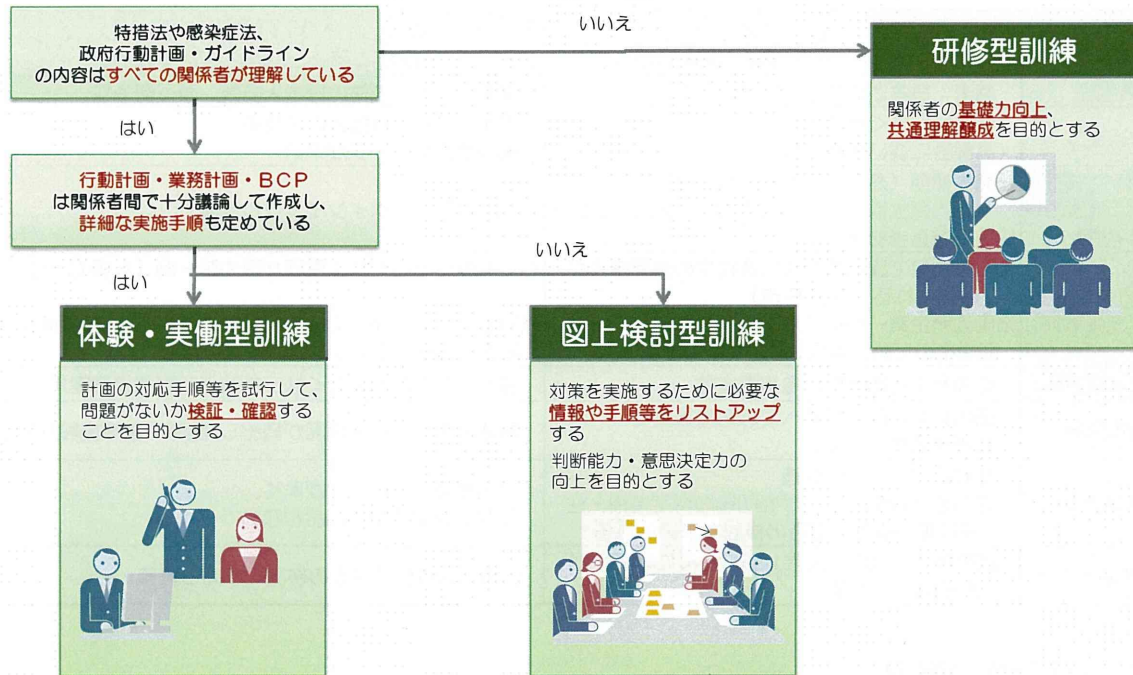 特措法や感染症法、
政府行動計画・ガイドライン
の内容はすべての関係者が理解している
いいえ
研修型訓練
関係者の基礎力向上、
共通理解醸成を目的とする
はい
行動計画・業務計画・BCP
は関係者間で十分議論して作成し、
詳細な実施手順も定めている
いいえ
はい
体験・実働型訓練
計画の対応手順等を試行して、
問題がないか検証・確認する
ことを目的とする
図上検討型訓練
対策を実施するために必要な
情報や手順等をリストアップ
する
判断能力・意思決定力の
向上を目的とする